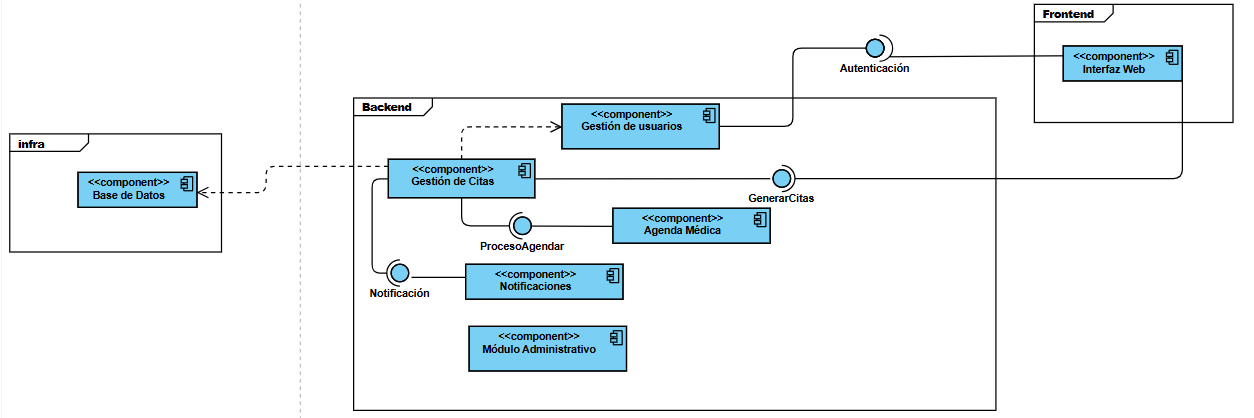 Frontend
<<component>>
Interfaz Web
Autenticación
Backend
<<component>>
Gestión de usuarios
infra
<<component>>
Base de Datos
<<component>>
Gestión de Citas
GenerarCitas
<<component>>
Agenda Médica
ProcesoAgendar
<<component>>
Notificaciones
Notificación
<<component>>
Módulo Administrativo